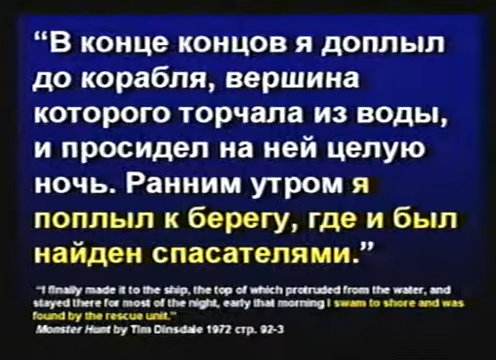 “В конце концов я доплыл
до корабля, вершина
которого торчала из воды,
и просидел на ней целую
ночь. Ранним утром я
поплыл к берегу, где и был
найден спасателями.”
“I finally made it to the ship, the top of which protruded from the water, and
stayed there for most of the night, early that morning I swam to shore and was
found by the rescue unit.”
Monster Hunt by Tim Dinsdale 1972 стр. 92-3